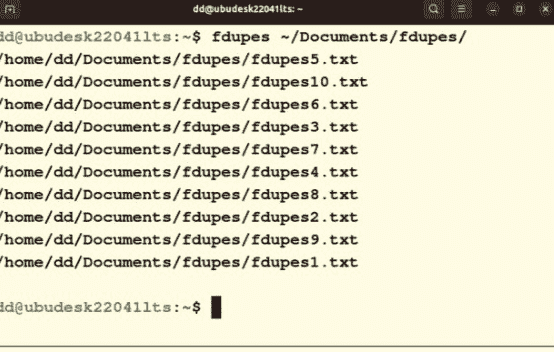 dd@ubudesk22041lts: ~
dd@ubudesk22041lts:~$ fdupes ~/Documents/fdupes/
/home/dd/Documents/fdupes/fdupes5.txt
/home/dd/Documents/fdupes/fdupes10.txt
/home/dd/Documents/fdupes/fdupes6.txt
/home/dd/Documents/fdupes/fdupes3.txt
/home/dd/Documents/fdupes/fdupes7.txt
/home/dd/Documents/fdupes/fdupes4.txt
/home/dd/Documents/fdupes/fdupes8.txt
/home/dd/Documents/fdupes/fdupes2.txt
/home/dd/Documents/fdupes/fdupes9.txt
/home/dd/Documents/fdupes/fdupes1.txt
dd@ubudesk22041lts:~$